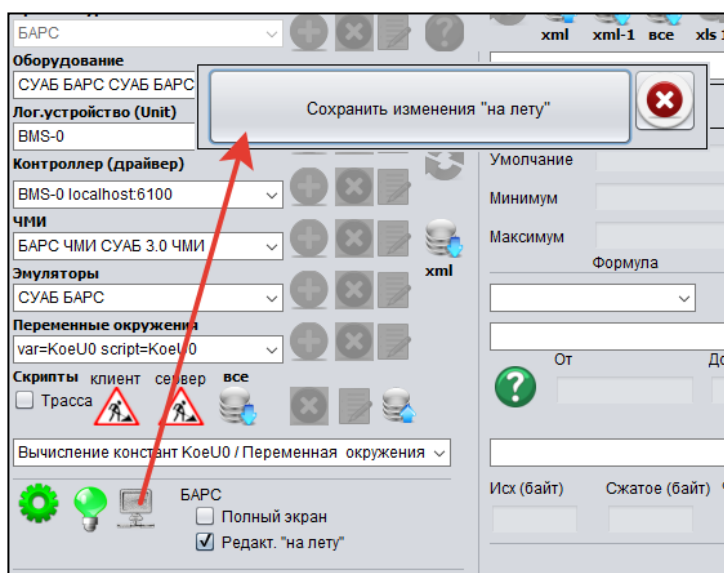 БАРС
xml xml-1 все xls
Оборудование
СУАБ БАРС СУАБ БАРС
Сохранить изменения "на лету"
Лог.устройство (Unit)
BMS-0
Контроллер (драйвер)
Умолчание
BMS-0 localhost:6100
Минимум
ЧМИ
БАРС ЧМИ СУАБ 3.0 ЧМИ
Максимум
xml
Формула
Эмуляторы
СУАБ БАРС
Переменные окружения
var=KoeU0 script=KoeU0
От
Скрипты клиент сервер все
Трасса
?
Вычисление констант KoeU0 / Переменная окружения
Исх (байт) Сжатое (байт)
БАРС
Полный экран
Редакт. "на лету"